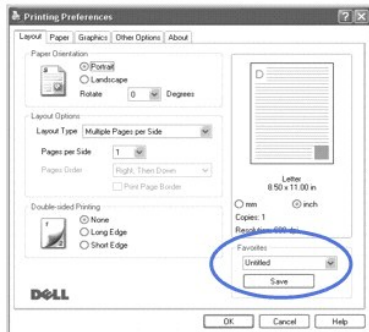 Printing Preferences
Layout Paper Graphics Other Options About
Paper Orientation
Portrait
Landscape
Rotate 0 Degrees
Layout Options
Layout Type Multiple Pages per Side
Pages per Side 1
Pages Order Right, Then Down
Print Page Border
Double-sided Printing
None
Long Edge
Short Edge
DELL
D
Letter
8.50 x 11.00 in
mm inch
Copies: 1
Resolution: 600 dpi
Favorites
Untitled
Save
OK Cancel Help